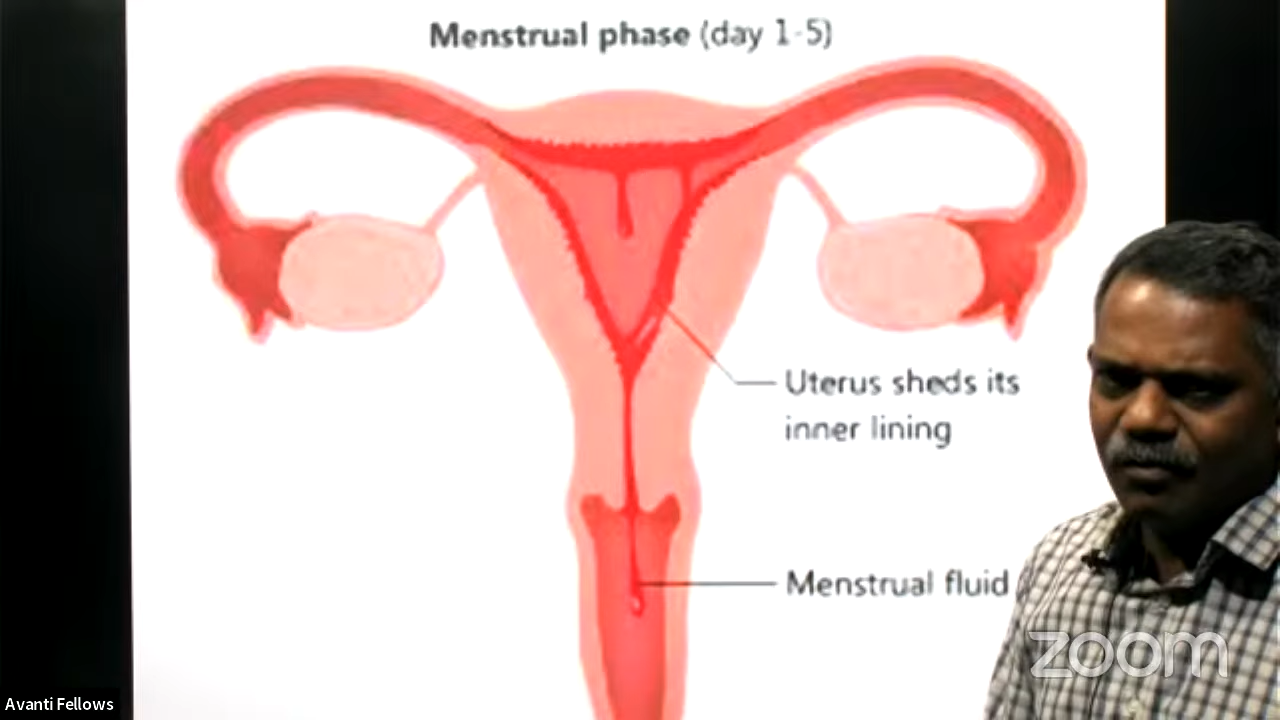 Menstrual phase (day 1-5)
Uterus sheds its
inner lining
Menstrual fluid
zoom
Avanti Fellows